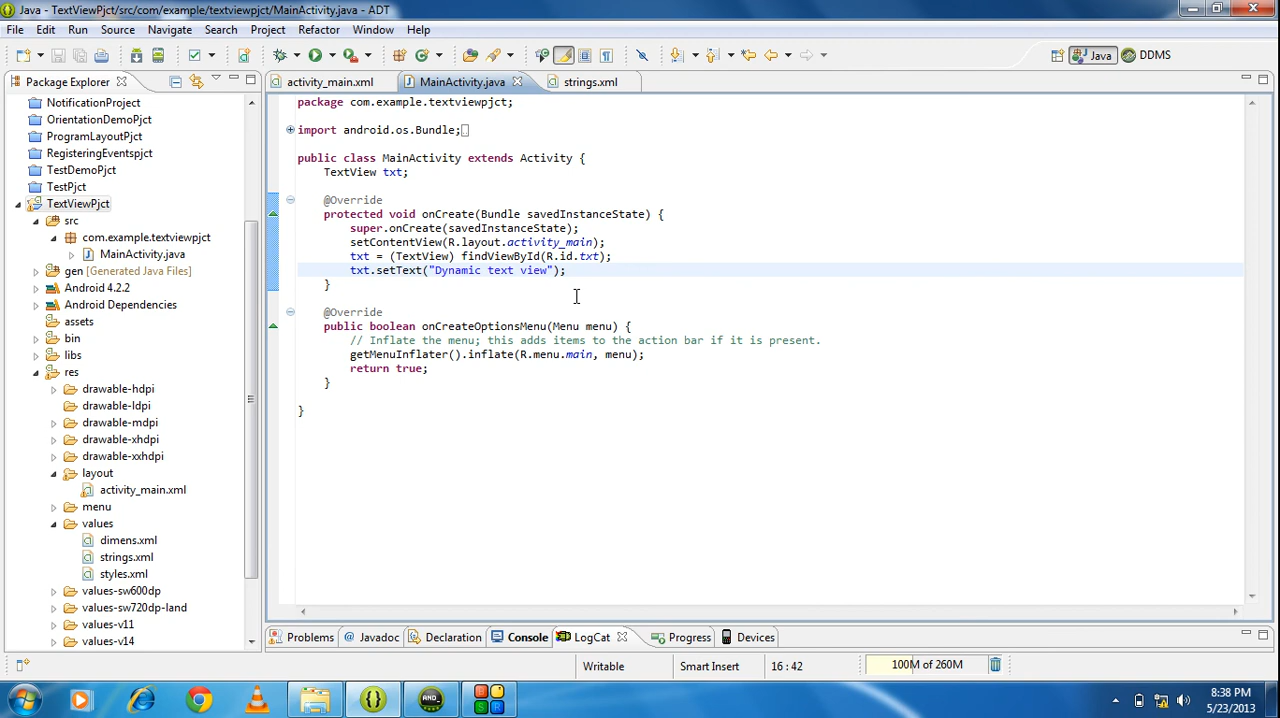 Java - TextViewPjct/src/com/example/textviewpjct/MainActivity.java - ADT
File Edit Run Source Navigate Search Project Refactor Window Help
Java DDMS
Package Explorer
activity_main.xml MainActivity.java strings.xml
NotificationProject
OrientationDemoPjct
ProgramLayoutPjct
RegisteringEventspjct
TestDemoPjct
TestPjct
TextViewPjct
src
com.example.textviewpjct
MainActivity.java
gen [Generated Java Files]
Android 4.2.2
Android Dependencies
assets
bin
libs
res
drawable-hdpi
drawable-ldpi
drawable-mdpi
drawable-xhdpi
drawable-xxhdpi
layout
activity_main.xml
menu
values
dimens.xml
strings.xml
styles.xml
values-sw600dp
values-sw720dp-land
values-v11
values-v14
package com.example.textviewpjct;
import android.os.Bundle;
public class MainActivity extends Activity {
TextView txt;
@Override
protected void onCreate(Bundle savedInstanceState) {
super.onCreate(savedInstanceState);
setContentView(R.layout.activity_main);
txt = (TextView) findViewById(R.id.txt);
txt.setText("Dynamic text view");
}
@Override
public boolean onCreateOptionsMenu(Menu menu) {
// Inflate the menu; this adds items to the action bar if it is present.
getMenuInflater().inflate(R.menu.main, menu);
return true;
}
}
Problems Javadoc Declaration Console LogCat Progress Devices
Writable Smart Insert 16 : 42 100M of 260M
AND
S R S
8:38 PM
5/23/2013